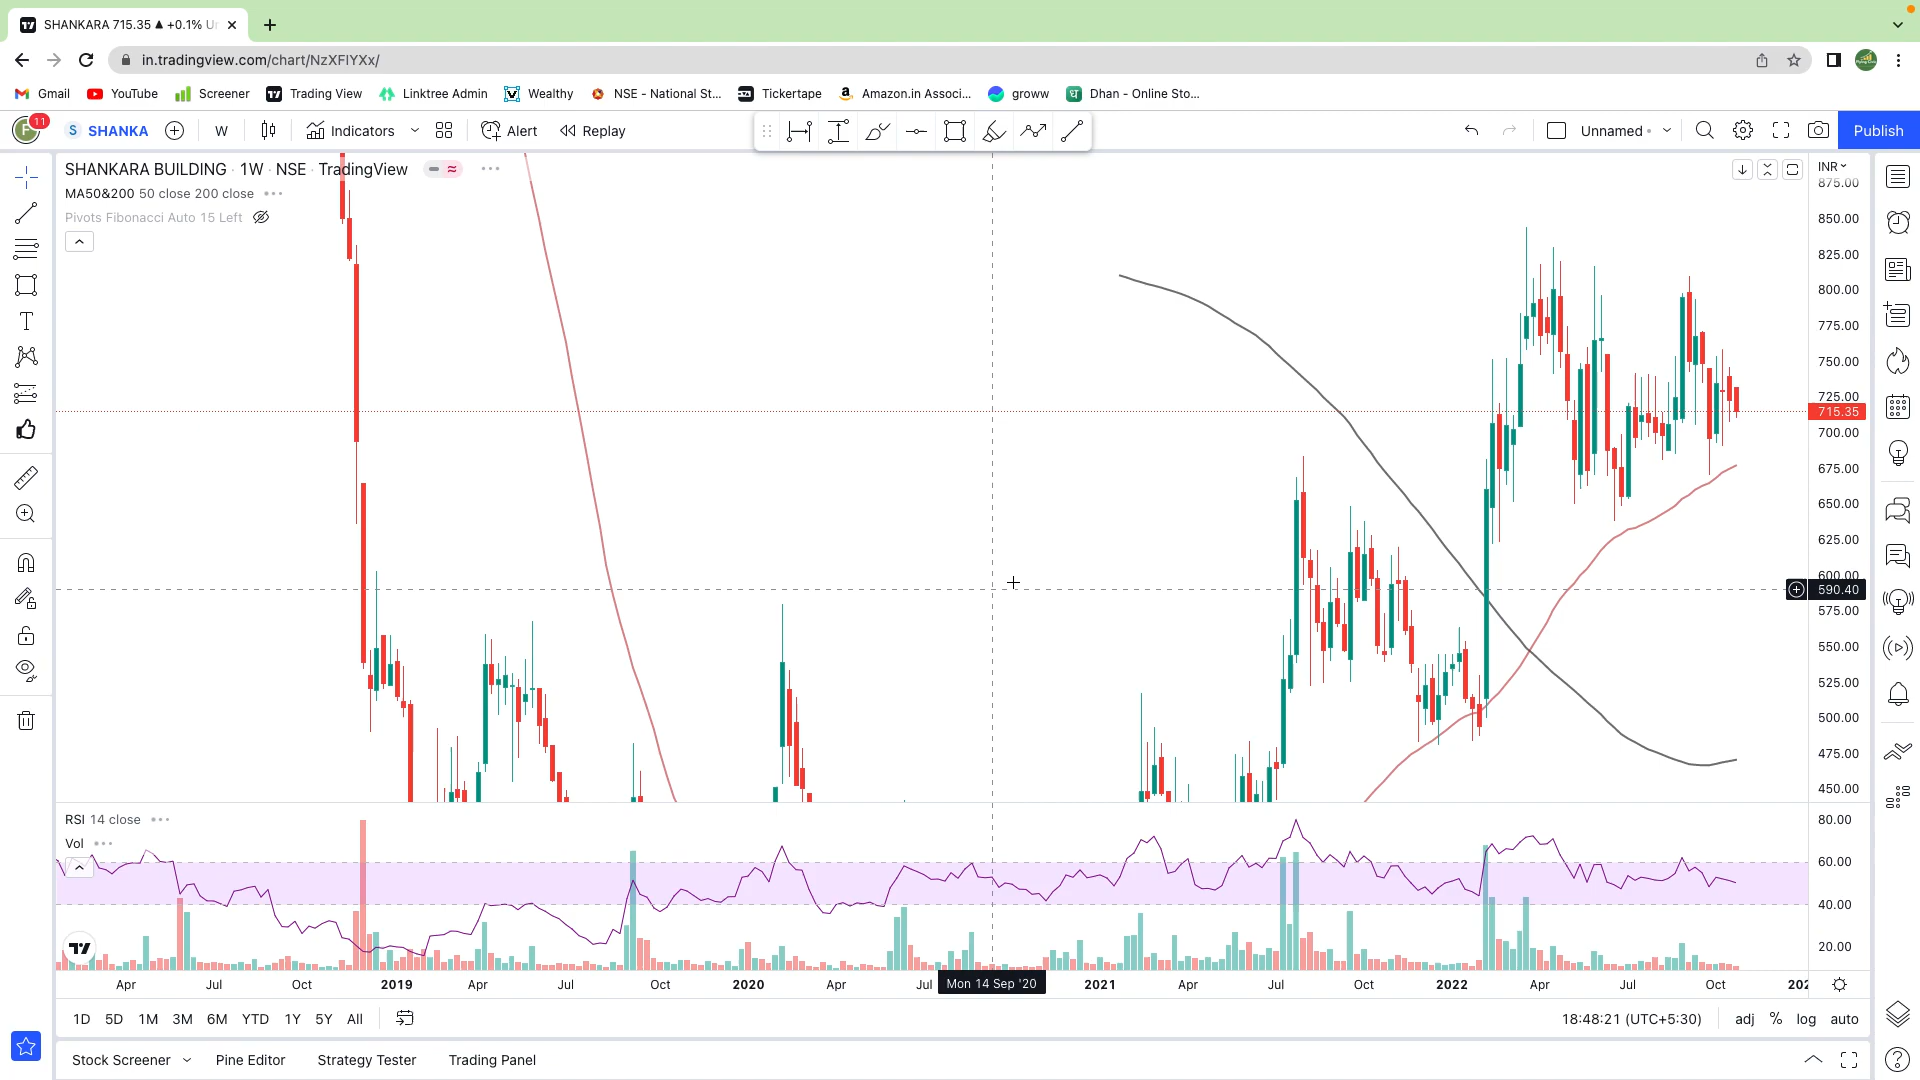 SHANKARA 715.35 ▲ +0.1% Un
in.tradingview.com/chart/NzXFIYXx/
Gmail YouTube Screener Trading View Linktree Admin Wealthy NSE - National St... Tickertape Amazon.in Associ... groww Dhan - Online Sto...
F 11 S SHANKA W Indicators Alert Replay Unnamed Publish
SHANKARA BUILDING · 1W · NSE · TradingView
MA50&200 50 close 200 close
Pivots Fibonacci Auto 15 Left
INR
875.00
850.00
825.00
800.00
775.00
750.00
725.00
715.35
700.00
675.00
650.00
625.00
600.00
590.40
575.00
550.00
525.00
500.00
475.00
450.00
RSI 14 close
Vol
80.00
60.00
40.00
20.00
Apr Jul Oct 2019 Apr Jul Oct 2020 Apr Jul Mon 14 Sep '20 2021 Apr Jul Oct 2022 Apr Jul Oct
1D 5D 1M 3M 6M YTD 1Y 5Y All 18:48:21 (UTC+5:30) adj % log auto
Stock Screener Pine Editor Strategy Tester Trading Panel